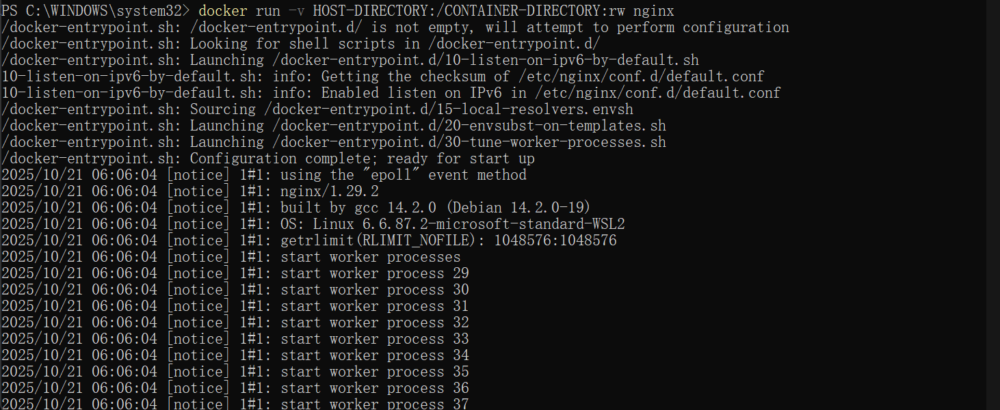 PS C:\WINDOWS\system32> docker run -v HOST-DIRECTORY:/CONTAINER-DIRECTORY:rw nginx
/docker-entrypoint.sh: /docker-entrypoint.d/ is not empty, will attempt to perform configuration
/docker-entrypoint.sh: Looking for shell scripts in /docker-entrypoint.d/
/docker-entrypoint.sh: Launching /docker-entrypoint.d/10-listen-on-ipv6-by-default.sh
10-listen-on-ipv6-by-default.sh: info: Getting the checksum of /etc/nginx/conf.d/default.conf
10-listen-on-ipv6-by-default.sh: info: Enabled listen on IPv6 in /etc/nginx/conf.d/default.conf
/docker-entrypoint.sh: Sourcing /docker-entrypoint.d/15-local-resolvers.envsh
/docker-entrypoint.sh: Launching /docker-entrypoint.d/20-envsubst-on-templates.sh
/docker-entrypoint.sh: Launching /docker-entrypoint.d/30-tune-worker-processes.sh
/docker-entrypoint.sh: Configuration complete; ready for start up
2025/10/21 06:06:04 [notice] 1#1: using the "epoll" event method
2025/10/21 06:06:04 [notice] 1#1: nginx/1.29.2
2025/10/21 06:06:04 [notice] 1#1: built by gcc 14.2.0 (Debian 14.2.0-19)
2025/10/21 06:06:04 [notice] 1#1: OS: Linux 6.6.87.2-microsoft-standard-WSL2
2025/10/21 06:06:04 [notice] 1#1: getrlimit(RLIMIT_NOFILE): 1048576:1048576
2025/10/21 06:06:04 [notice] 1#1: start worker processes
2025/10/21 06:06:04 [notice] 1#1: start worker process 29
2025/10/21 06:06:04 [notice] 1#1: start worker process 30
2025/10/21 06:06:04 [notice] 1#1: start worker process 31
2025/10/21 06:06:04 [notice] 1#1: start worker process 32
2025/10/21 06:06:04 [notice] 1#1: start worker process 33
2025/10/21 06:06:04 [notice] 1#1: start worker process 34
2025/10/21 06:06:04 [notice] 1#1: start worker process 35
2025/10/21 06:06:04 [notice] 1#1: start worker process 36
2025/10/21 06:06:04 [notice] 1#1: start worker process 37